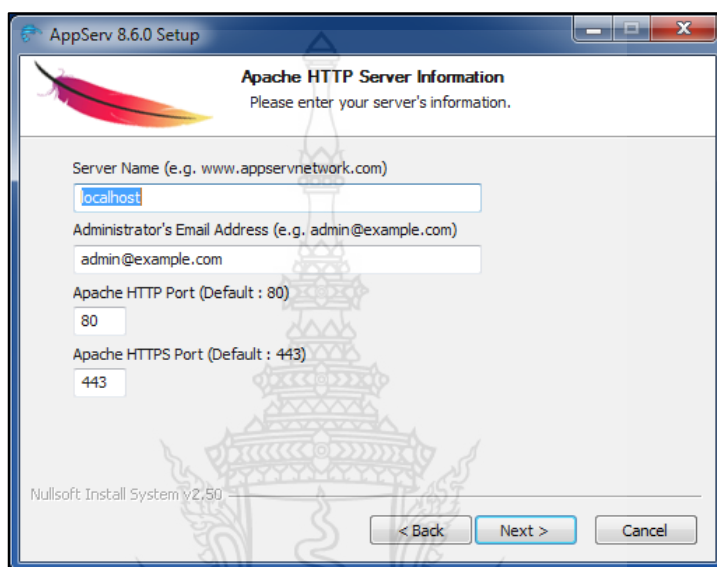 AppServ 8.6.0 Setup
Apache HTTP Server Information
Please enter your server's information.
Server Name (e.g. www.appservnetwork.com)
localhost
Administrator's Email Address (e.g. admin@example.com)
admin@example.com
Apache HTTP Port (Default : 80)
80
Apache HTTPS Port (Default : 443)
443
Nullsoft Install System v2.50
< Back Next > Cancel